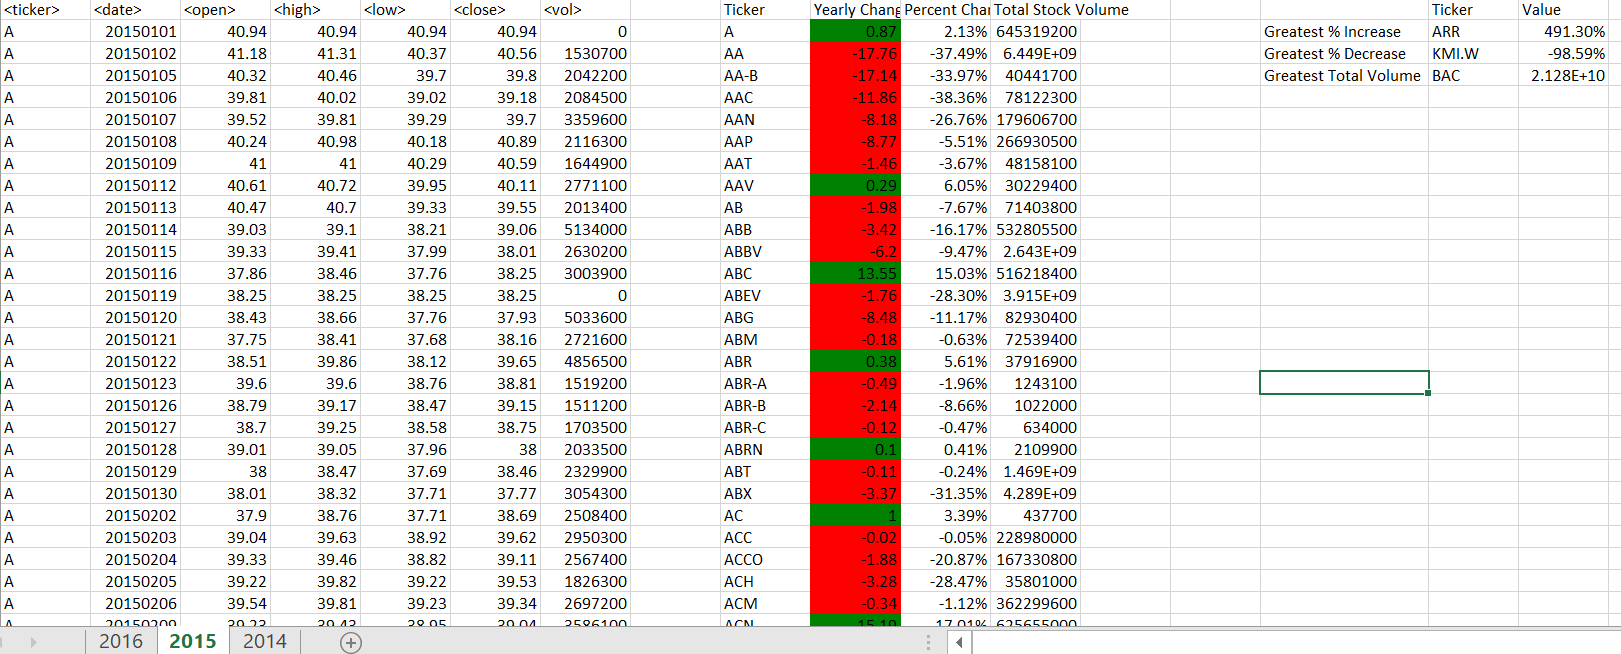 <ticker> <date> <open> <high> <low> <close> <vol> Ticker Yearly Chang Percent Chan Total Stock Volume Ticker Value
A 20150101 40.94 40.94 40.94 40.94 0 A 0.87 2.13% 645319200 Greatest % Increase ARR 491.30%
A 20150102 41.18 41.31 40.37 40.56 1530700 AA -17.76 -37.49% 6.449E+09 Greatest % Decrease KMI.W -98.59%
A 20150105 40.32 40.46 39.7 39.8 2042200 AA-B -17.14 -33.97% 40441700 Greatest Total Volume BAC 2.128E+10
A 20150106 39.81 40.02 39.02 39.18 2084500 AAC -11.86 -38.36% 78122300
A 20150107 39.52 39.81 39.29 39.7 3359600 AAN -8.18 -26.76% 179606700
A 20150108 40.24 40.98 40.18 40.89 2116300 AAP -8.77 -5.51% 266930500
A 20150109 41 41 40.29 40.59 1644900 AAT -1.46 -3.67% 48158100
A 20150112 40.61 40.72 39.95 40.11 2771100 AAV 0.29 6.05% 30229400
A 20150113 40.47 40.7 39.33 39.55 2013400 AB -1.98 -7.67% 71403800
A 20150114 39.03 39.1 38.21 39.06 5134000 ABB -3.42 -16.17% 532805500
A 20150115 39.33 39.41 37.99 38.01 2630200 ABBV -6.2 -9.47% 2.643E+09
A 20150116 37.86 38.46 37.76 38.25 3003900 ABC 13.55 15.03% 516218400
A 20150119 38.25 38.25 38.25 38.25 0 ABEV -1.76 -28.30% 3.915E+09
A 20150120 38.43 38.66 37.76 37.93 5033600 ABG -8.48 -11.17% 82930400
A 20150121 37.75 38.41 37.68 38.16 2721600 ABM -0.18 -0.63% 72539400
A 20150122 38.51 39.86 38.12 39.65 4856500 ABR 0.38 5.61% 37916900
A 20150123 39.6 39.6 38.76 38.81 1519200 ABR-A -0.49 -1.96% 1243100
A 20150126 38.79 39.17 38.47 39.15 1511200 ABR-B -2.14 -8.66% 1022000
A 20150127 38.7 39.25 38.58 38.75 1703500 ABR-C -0.12 -0.47% 634000
A 20150128 39.01 39.05 37.96 38 2033500 ABRN 0.1 0.41% 2109900
A 20150129 38 38.47 37.69 38.46 2329900 ABT -0.11 -0.24% 1.469E+09
A 20150130 38.01 38.32 37.71 37.77 3054300 ABX -3.37 -31.35% 4.289E+09
A 20150202 37.9 38.76 37.71 38.69 2508400 AC 1 3.39% 437700
A 20150203 39.04 39.63 38.92 39.62 2950300 ACC -0.02 -0.05% 228980000
A 20150204 39.33 39.46 38.82 39.11 2567400 ACCO -1.88 -20.87% 167330800
A 20150205 39.22 39.82 39.22 39.53 1826300 ACH -3.28 -28.47% 35801000
A 20150206 39.54 39.81 39.23 39.34 2697200 ACM -0.34 -1.12% 362299600
A 20150209 39.23 39.43 38.95 39.04 3586100 ACN 15.19 17.01% 625655000
2016 2015 2014